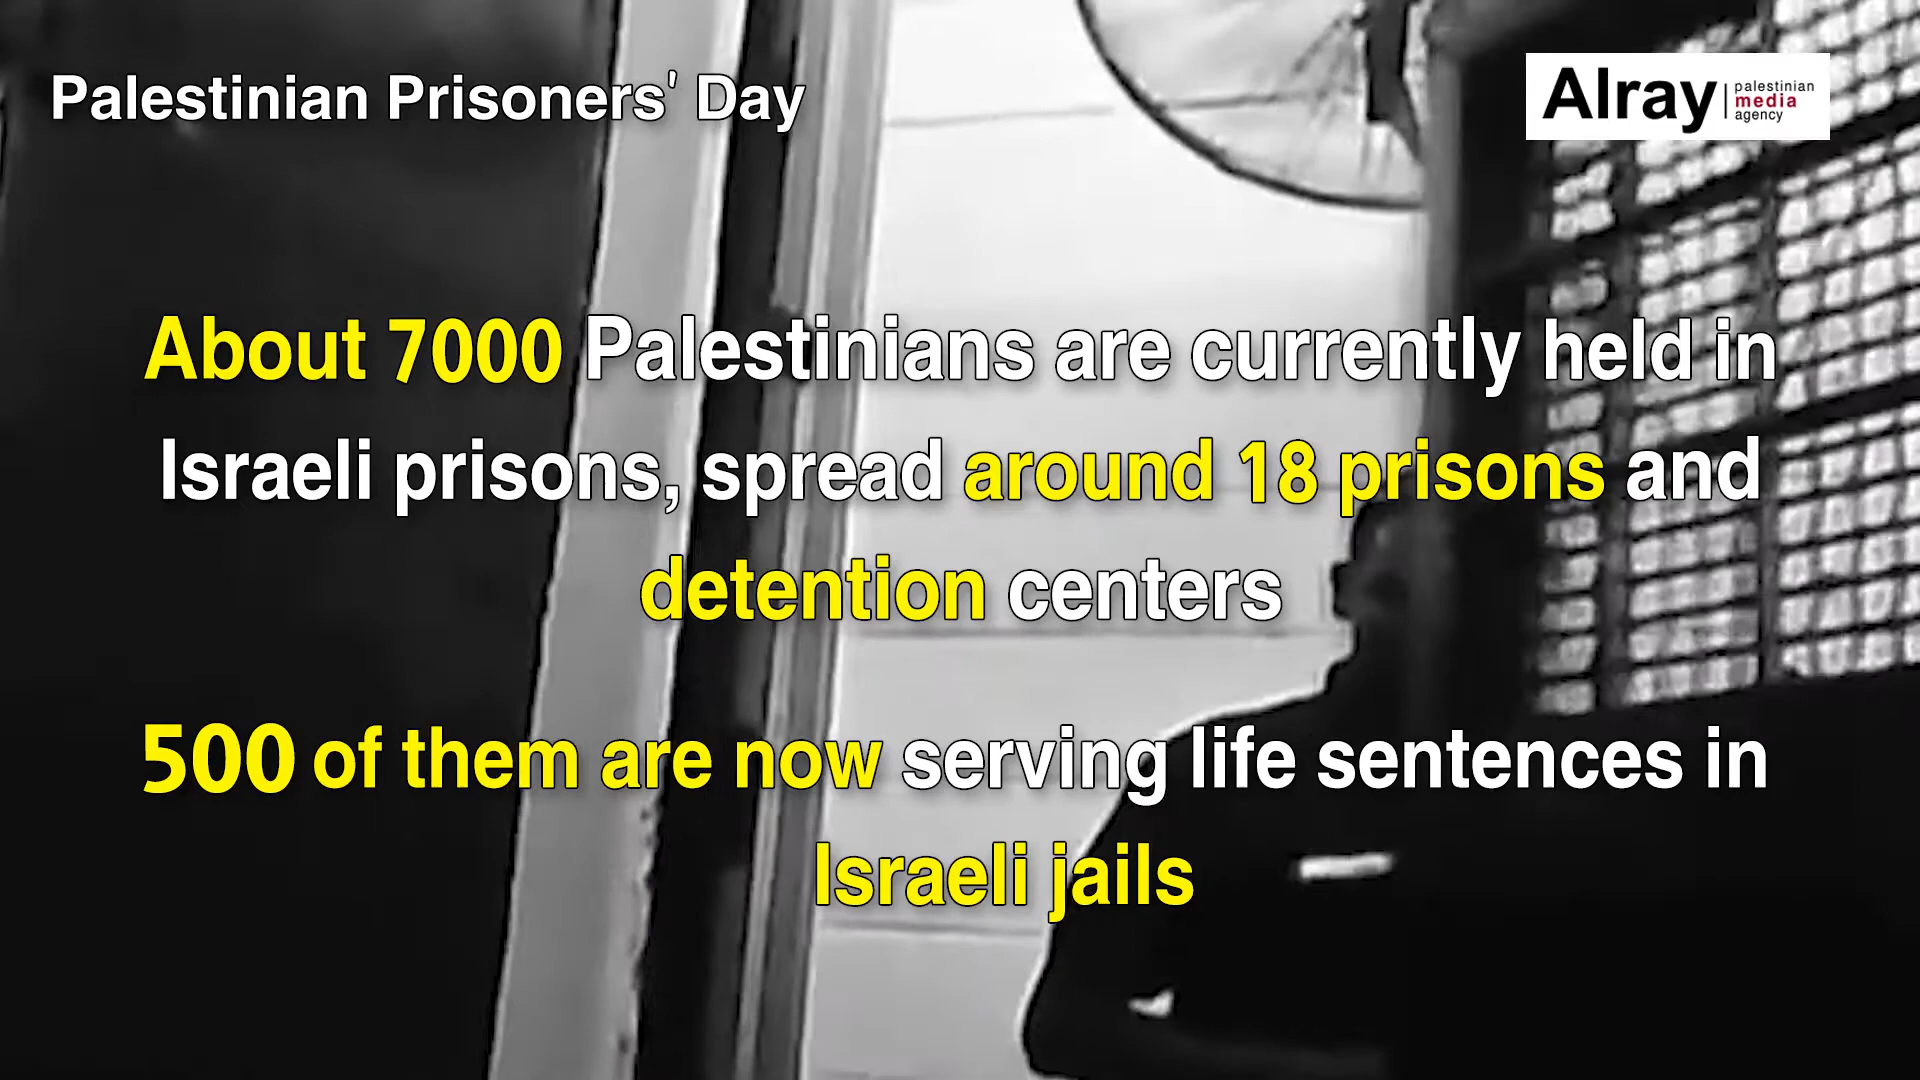 Palestinian Prisoners' Day
Alray
palestinian
media
agency
About 7000 Palestinians are currently held in
Israeli prisons, spread around 18 prisons and
detention centers
500 of them are now serving life sentences in
Israeli jails